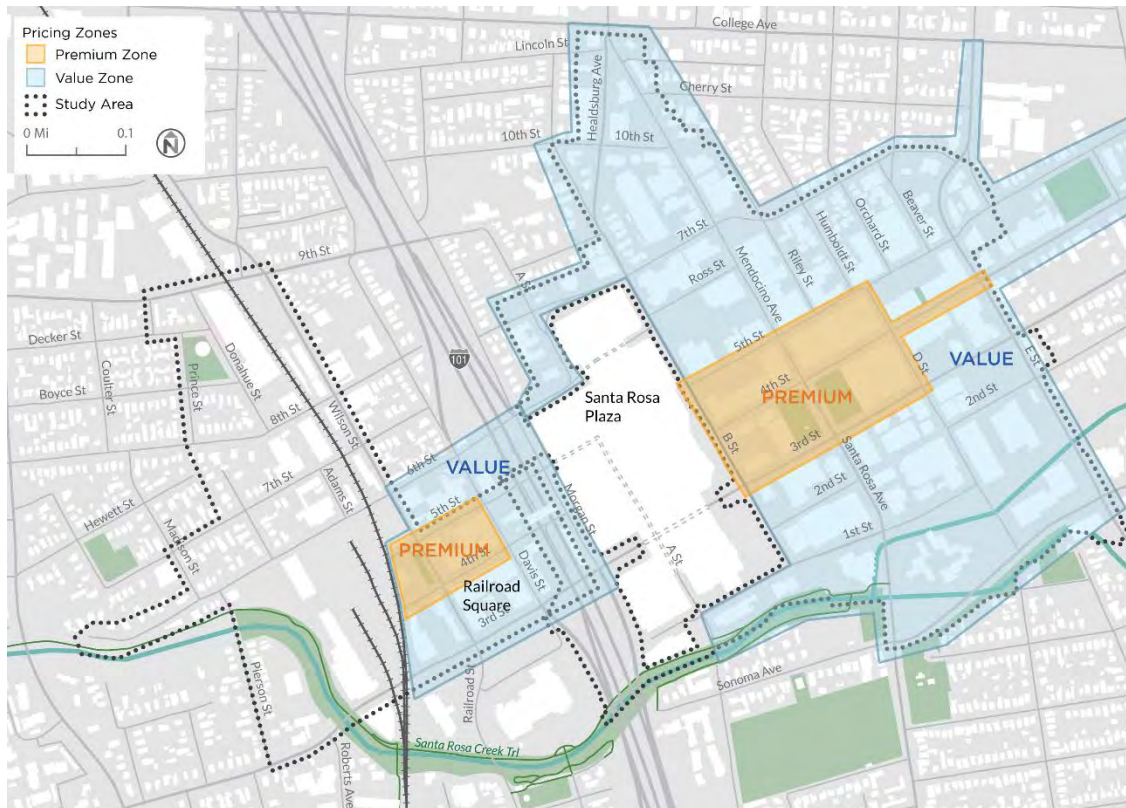 Pricing Zones
Premium Zone
Value Zone
Study Area
0 Mi 0.1
N
College Ave
Lincoln St
Healdsburg Ave
Cherry St
10th St
10th St
9th St
7th St
Ross St
Mendocino Ave
Riley St
Humboldt St
Orchard St
Beaver St
A St
101
Decker St
Boyce St
Coulter St
Prince St
Donahue St
8th St
Wilson St
7th St
Adams St
Hewett St
Madison St
Pierson St
Roberts Ave
6th St
VALUE
5th St
PREMIUM
4th St
Railroad
Square
3rd St
Davis St
Morgan St
Railroad St
Santa Rosa
Plaza
A St
5th St
4th St
PREMIUM
3rd St
B St
D St
VALUE
E St
2nd St
2nd St
Santa Rosa Ave
1st St
Sonoma Ave
Santa Rosa Creek Trl